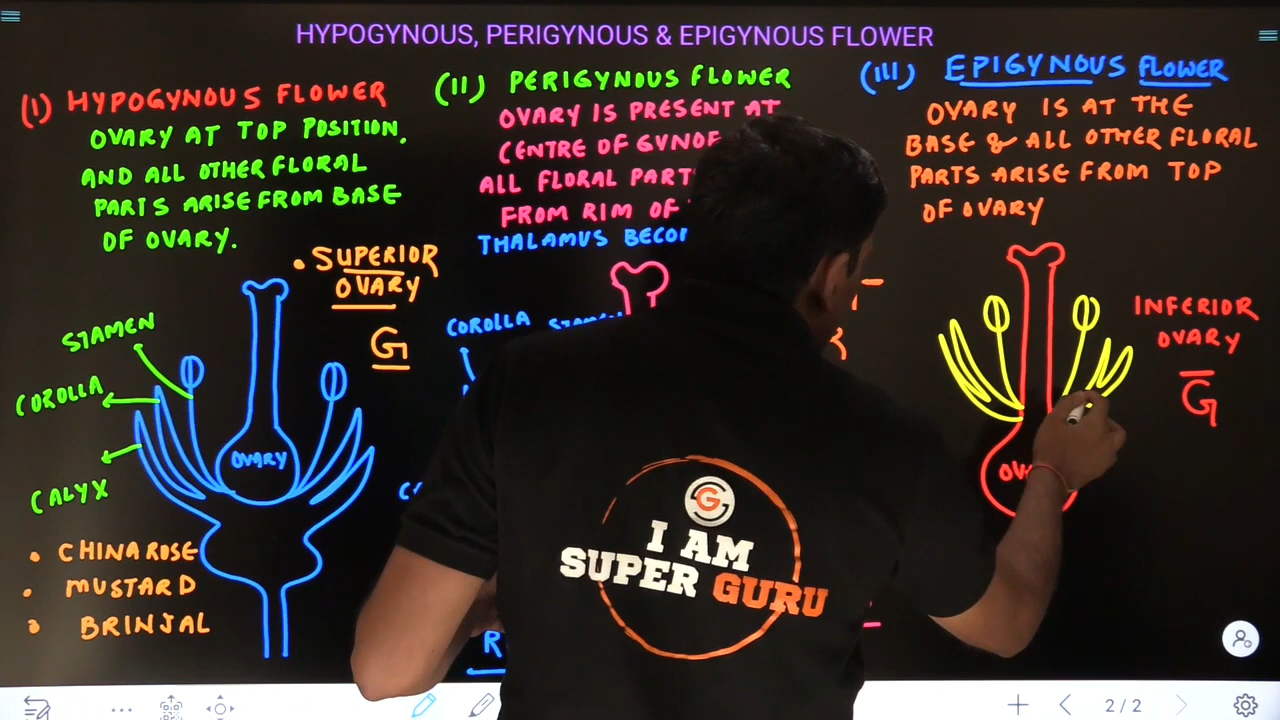 HYPOGYNOUS, PERIGYNOUS & EPIGYNOUS FLOWER
(I) HYPOGYNOUS FLOWER
OVARY AT TOP POSITION,
AND ALL OTHER FLORAL
PARTS ARISE FROM BASE
OF OVARY.
• SUPERIOR
OVARY
G
STAMEN
COROLLA
CALYX
OVARY
• CHINAROSE
• MUSTARD
• BRINJAL
(II) PERIGYNOUS FLOWER
OVARY IS PRESENT AT
CENTRE OF
ALL FLORAL
FROM RIM OF
THALAMUS
COROLLA
R
(III) EPIGYNOUS FLOWER
OVARY IS AT THE
BASE & ALL OTHER FLORAL
PARTS ARISE FROM TOP
OF OVARY
INFERIOR
OVARY
G
I AM
SUPER GURU
G
2/2